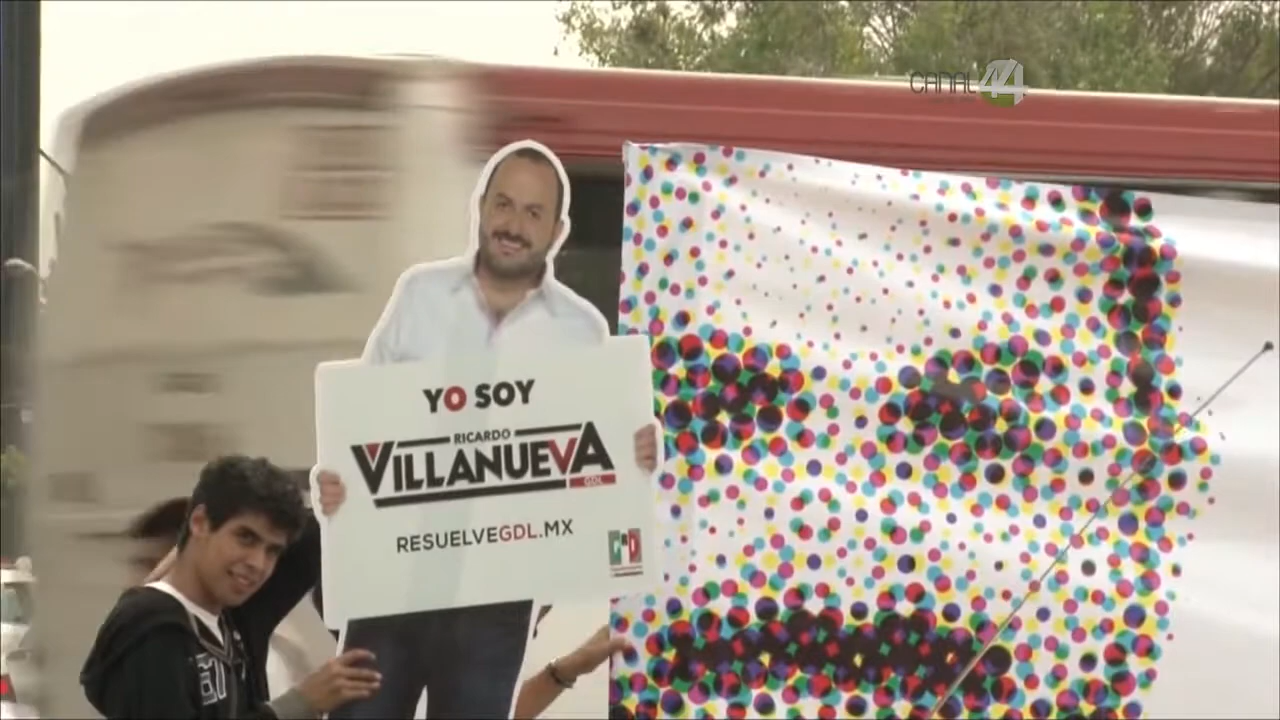 CANAL 44
YO SOY
RICARDO
VILLANUEVA
GDL
RESUELVEGDL.MX